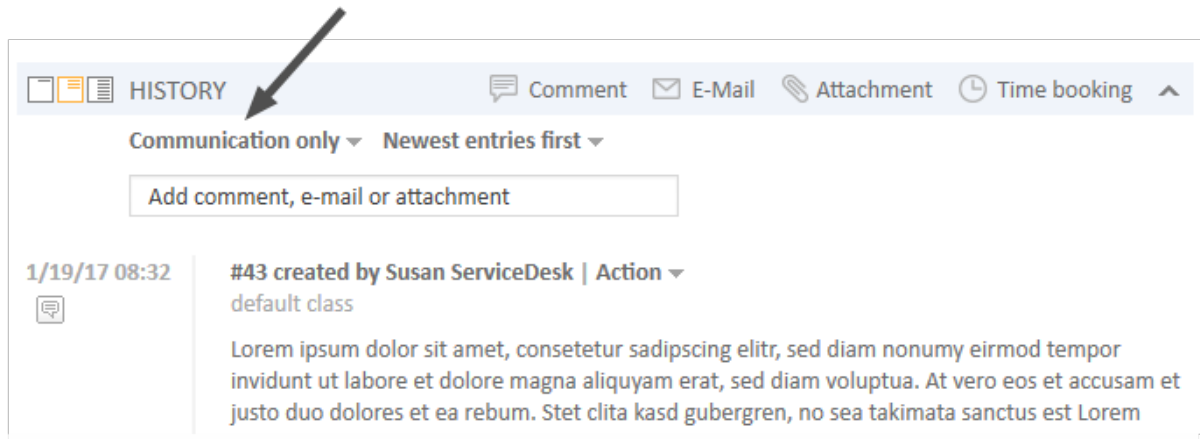 HISTORY Comment E-Mail Attachment Time booking
Communication only Newest entries first
Add comment, e-mail or attachment
1/19/17 08:32 #43 created by Susan ServiceDesk | Action
default class
Lorem ipsum dolor sit amet, consetetur sadipscing elitr, sed diam nonumy eirmod tempor
invidunt ut labore et dolore magna aliquyam erat, sed diam voluptua. At vero eos et accusam et
justo duo dolores et ea rebum. Stet clita kasd gubergren, no sea takimata sanctus est Lorem